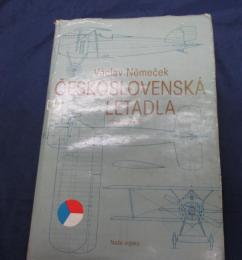 Václav Němeček
ČESKOSLOVENSKÁ
LETADLA
Naše vojsko